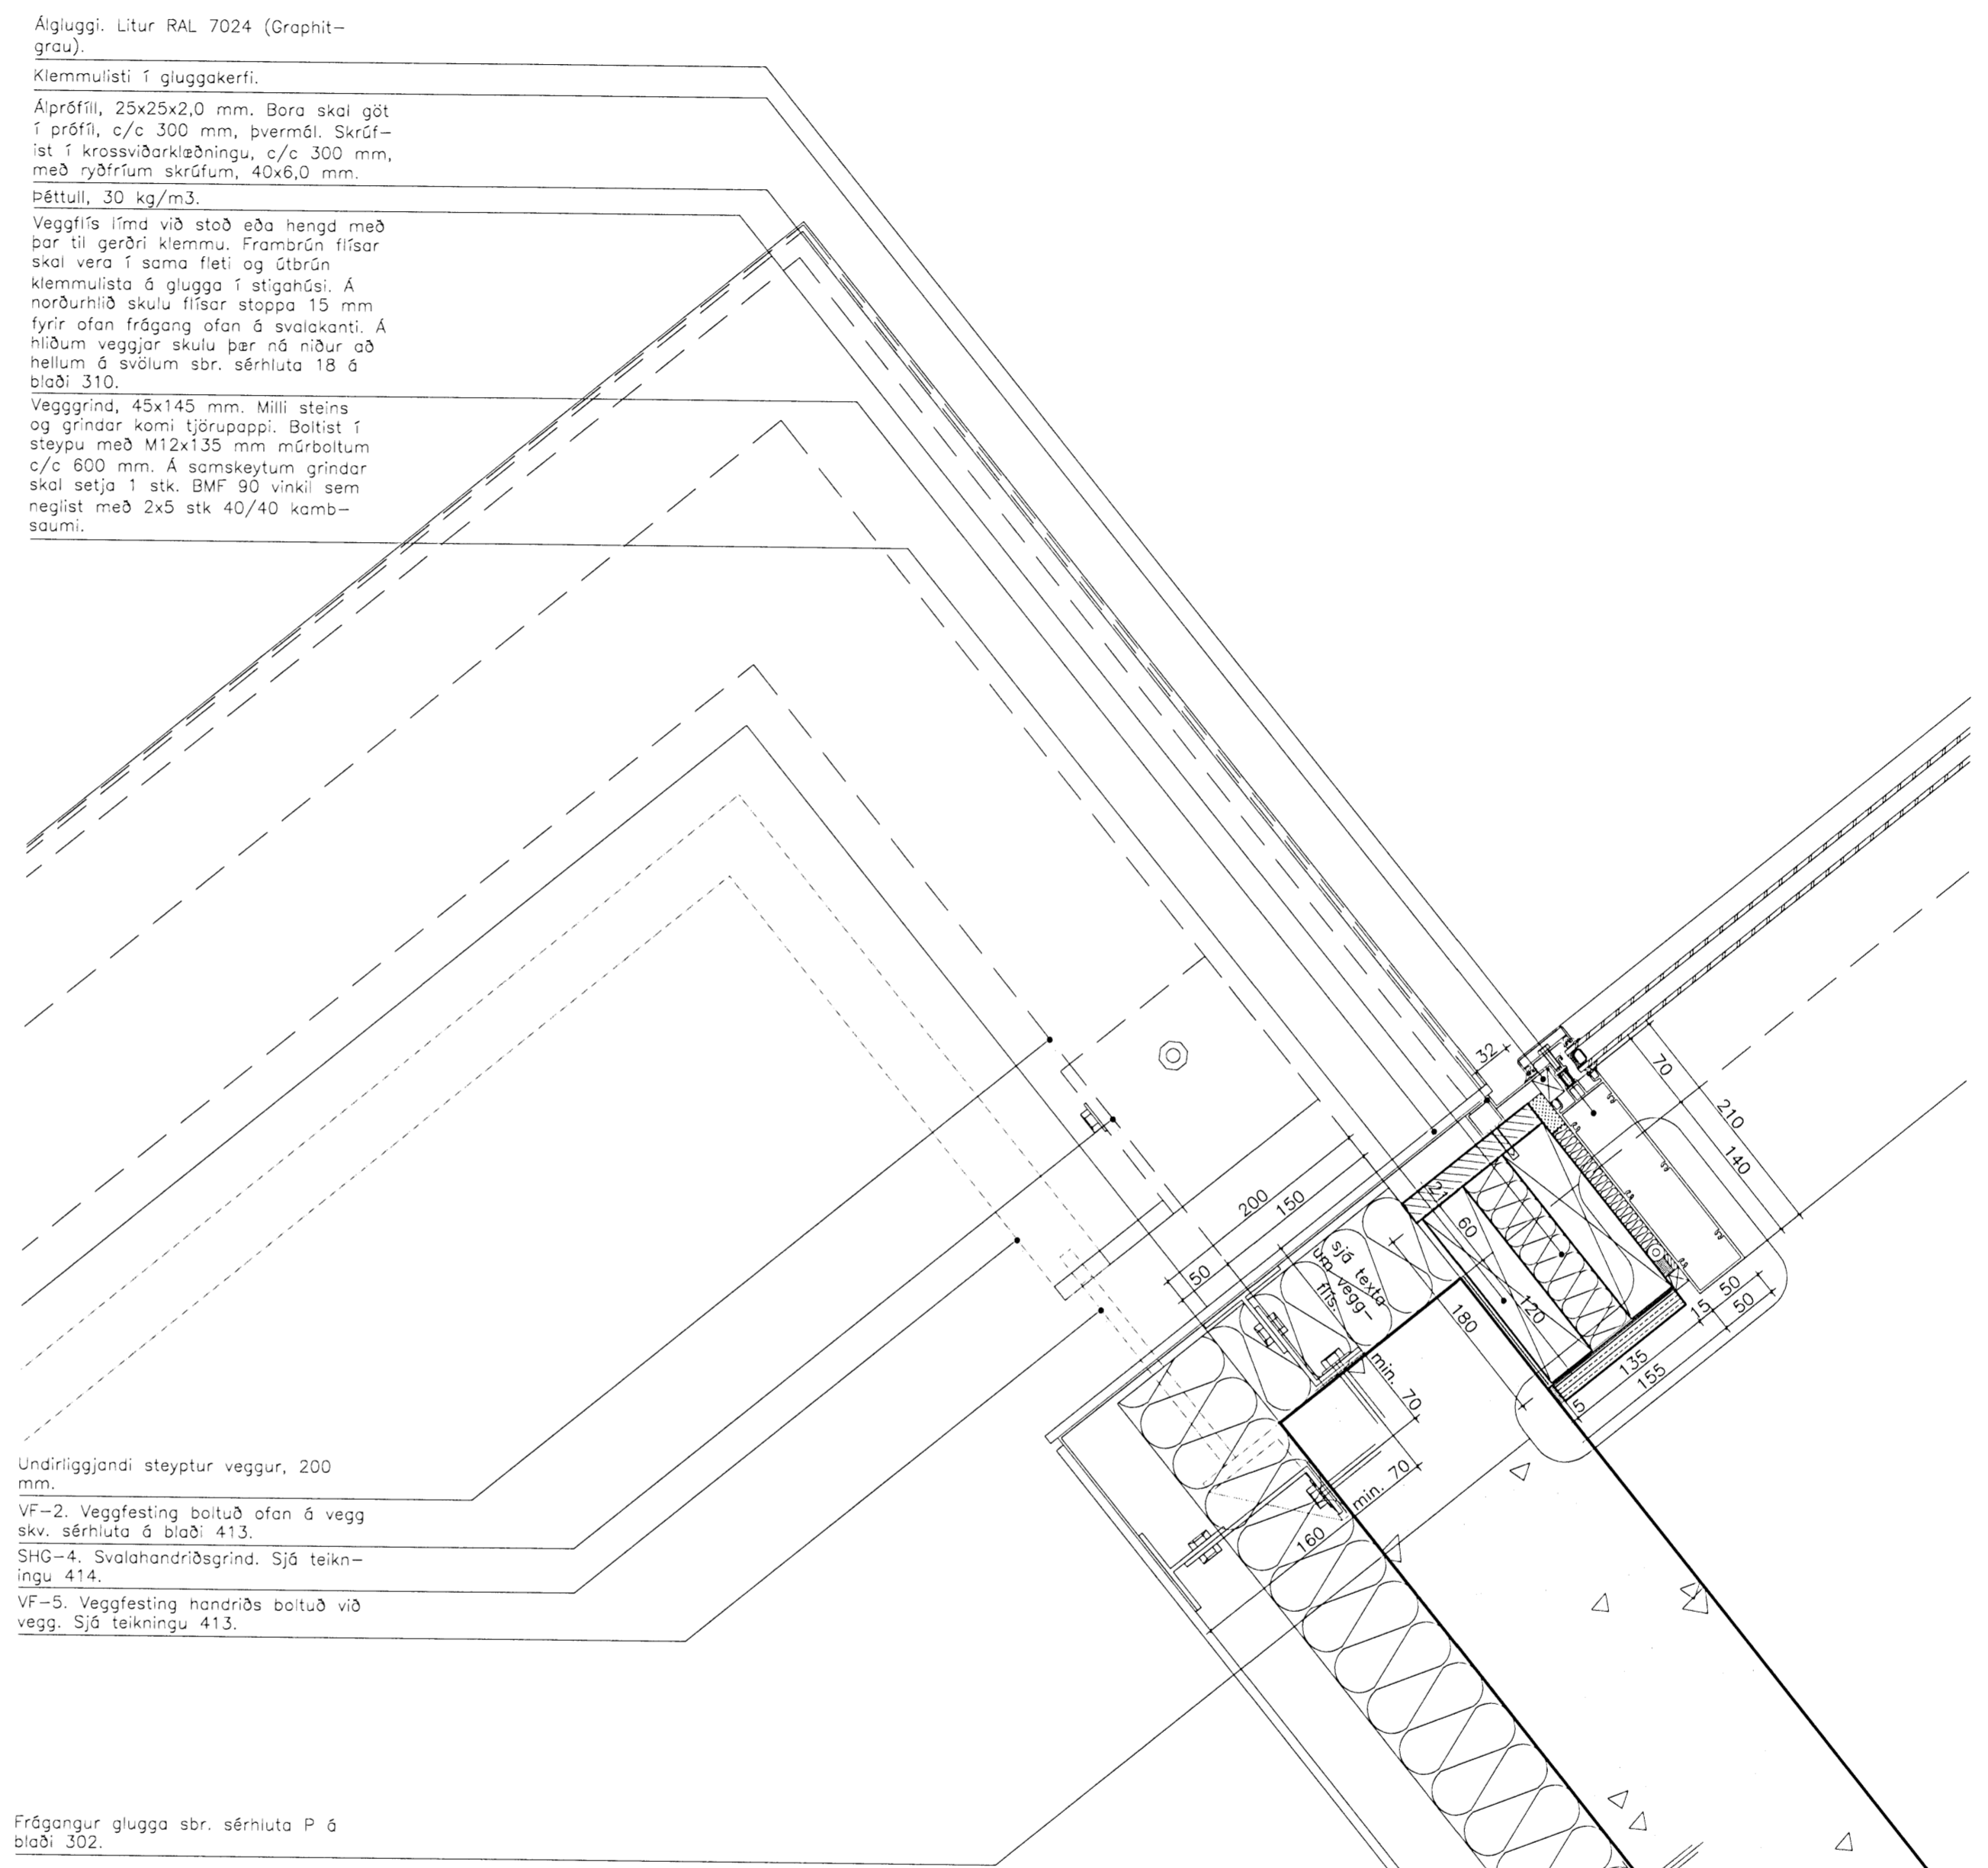 Álgluggi. Litur RAL 7024 (Graphit-
grau).
Klemmulisti í gluggakerfi.
Álprófíll, 25x25x2,0 mm. Bora skal göt
í prófíl, c/c 300 mm, þvermál. Skrúf-
ist í krossviðarklæðningu, c/c 300 mm,
með ryðfríum skrúfum, 40x6,0 mm.
Þéttull, 30 kg/m3.
Veggflís límd við stoð eða hengd með
þar til gerðri klemmu. Frambrún flísar
skal vera í sama fleti og útbrún
klemmulista á glugga í stigahúsi. Á
norðurhlið skulu flísar stoppa 15 mm
fyrir ofan frágang ofan á svalakanti. Á
hliðum veggjar skulu þær ná niður að
hellum á svölum sbr. sérhluta 18 á
blaði 310.
Vegggrind, 45x145 mm. Milli steins
og grindar komi tjörupappi. Boltist í
steypu með M12x135 mm múrboltum
c/c 600 mm. Á samskeytum grindar
skal setja 1 stk. BMF 90 vinkil sem
neglist með 2x5 stk 40/40 kamb-
saumi.
32
70
210
140
200
150
50
21
60
120
180
sjá texta
um vegg-
flís.
15
50
50
135
155
5
min. 70
min. 70
160
Undirliggjandi steyptur veggur, 200
mm.
VF-2. Veggfesting boltuð ofan á vegg
skv. sérhluta á blaði 413.
SHG-4. Svalahandriðsgrind. Sjá teikn-
ingu 414.
VF-5. Veggfesting handriðs boltuð við
vegg. Sjá teikningu 413.
Frágangur glugga sbr. sérhluta P á
blaði 302.